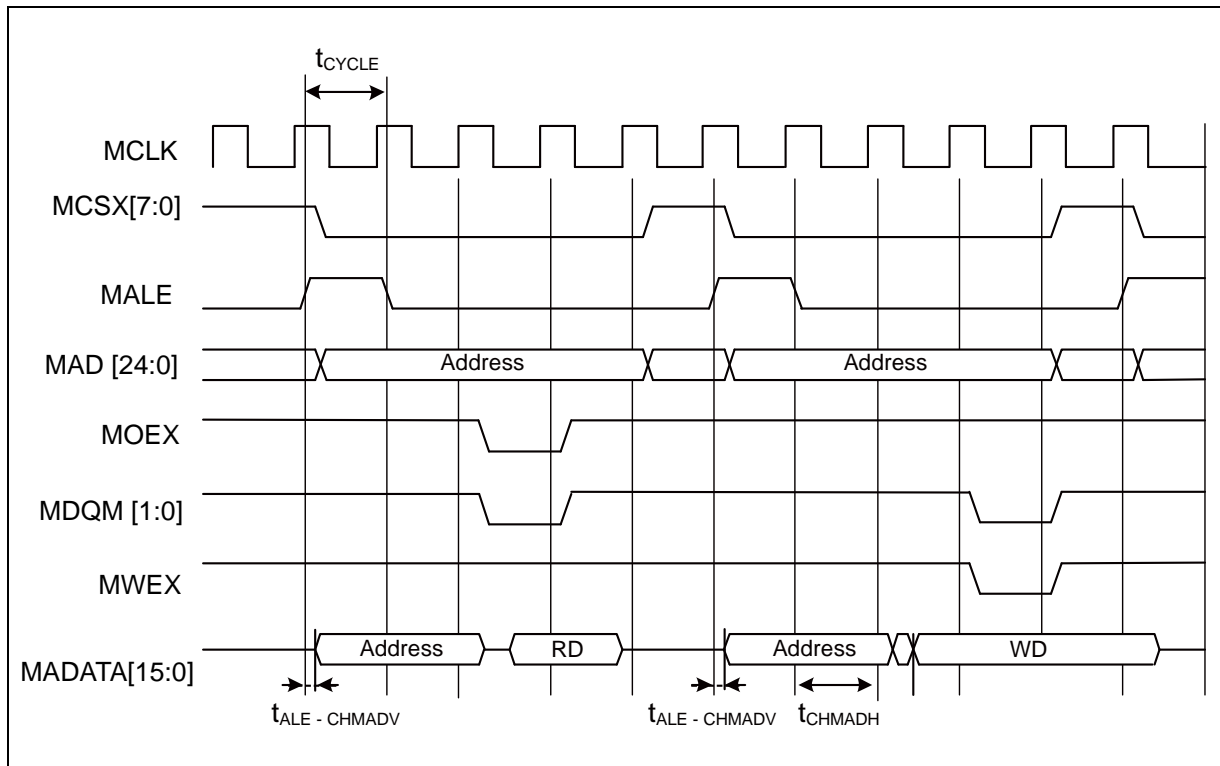 tCYCLE
MCLK
MCSX[7:0]
MALE
MAD [24:0]
Address
Address
MOEX
MDQM [1:0]
MWEX
MADATA[15:0]
Address
RD
Address
WD
tALE - CHMADV
tALE - CHMADV
tCHMADH